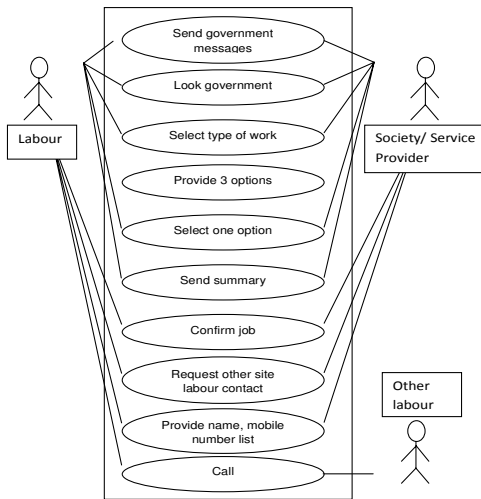 Send government
messages
Look government
Labour
Select type of work
Society/ Service
Provider
Provide 3 options
Select one option
Send summary
Confirm job
Request other site
labour contact
Other
labour
Provide name, mobile
number list
Call